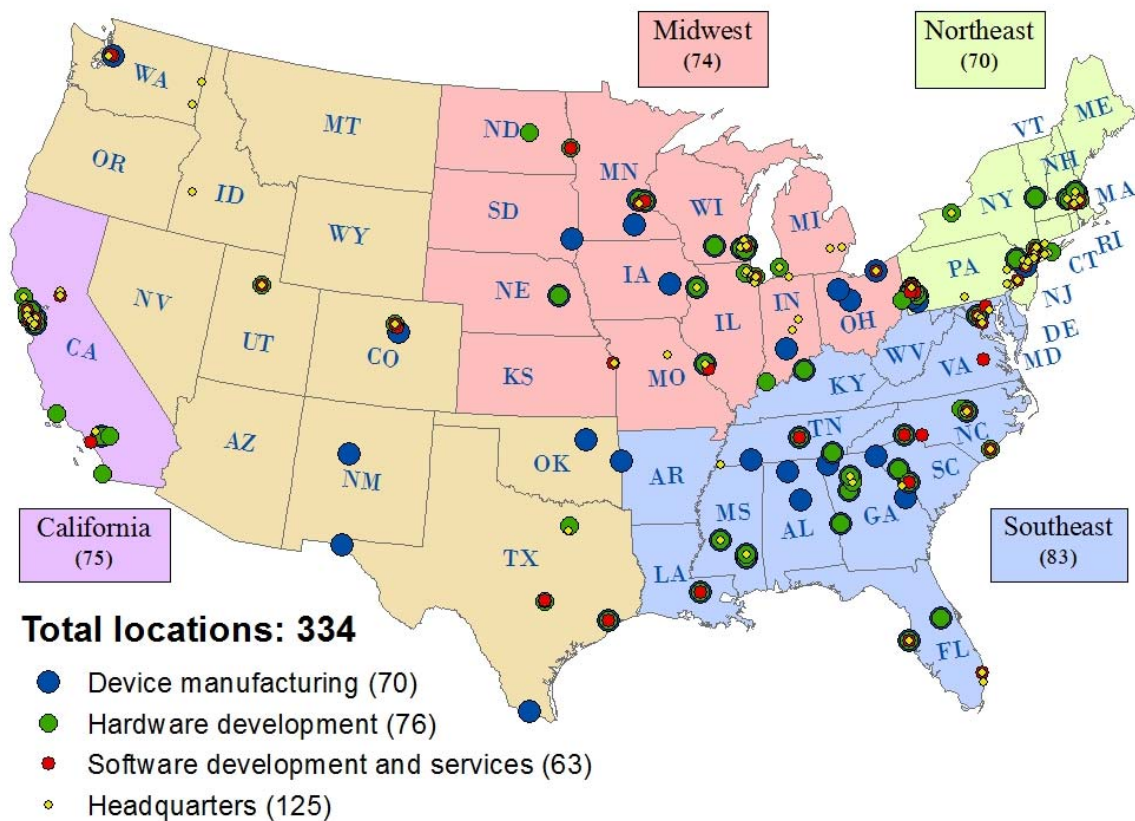 Midwest
(74)
Northeast
(70)
WA
MT
ND
MN
VT
ME
NH
OR
ID
SD
WI
MI
NY
MA
WY
RI
CT
IA
PA
NE
NV
IL
IN
OH
NJ
UT
CO
DE
CA
WV
VA
MD
KS
MO
KY
TN
NC
AZ
NM
OK
AR
SC
MS
AL
GA
California
(75)
Southeast
(83)
TX
LA
FL
Total locations: 334
Device manufacturing (70)
Hardware development (76)
Software development and services (63)
Headquarters (125)